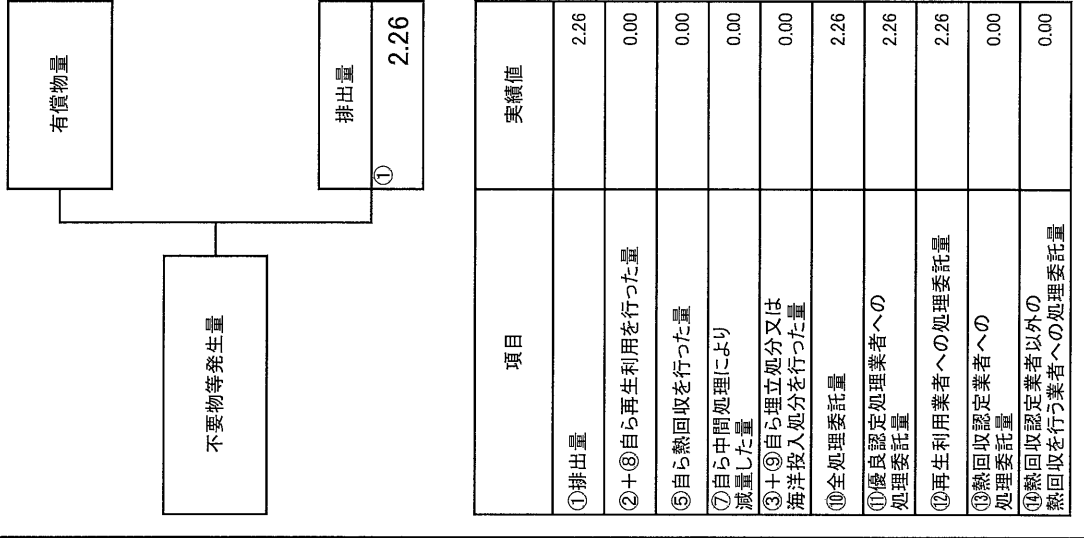 不要物等発生量
有償物量
排出量
① 2.26
項目 実績値
①排出量 2.26
②+⑧自ら再生利用を行った量 0.00
⑤自ら熱回収を行った量 0.00
⑦自ら中間処理により
減量した量 0.00
③+⑨自ら埋立処分又は
海洋投入処分を行った量 0.00
⑩全処理委託量 2.26
⑪優良認定処理業者への
処理委託量 2.26
⑫再生利用業者への処理委託量 2.26
⑬熱回収認定業者への
処理委託量 0.00
⑭熱回収認定業者以外の
熱回収を行う業者への処理委託量 0.00